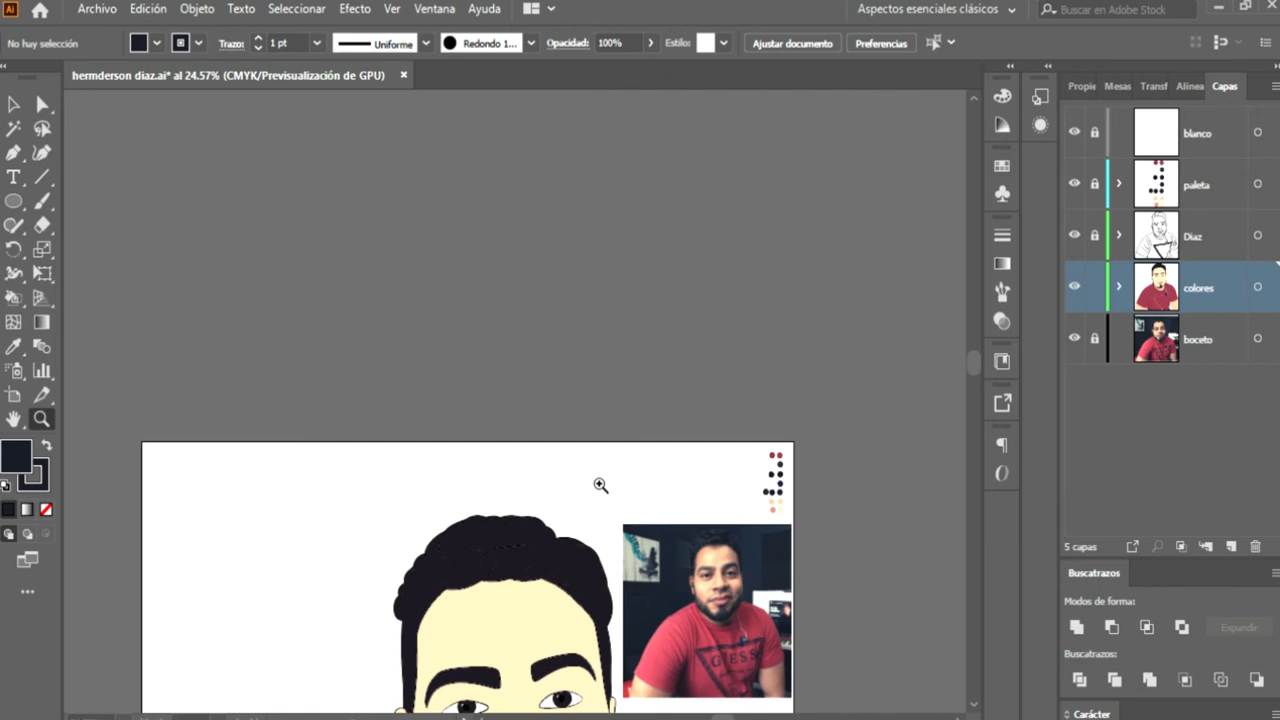 Ai Archivo Edición Objeto Texto Seleccionar Efecto Ver Ventana Ayuda Aspectos esenciales clásicos Buscar en Adobe Stock
No hay selección Trazo: 1 pt Uniforme Redondo 1... Opacidad: 100% Estilo: Ajustar documento Preferencias
hemderson diaz.ai* al 24.57% (CMYK/Previsualización de GPU) ×
Propie Mesas Transf Alinea Capas
blanco
paleta
Diaz
colores
boceto
GUESS
5 capas
Buscatrazos
Modos de forma:
Expandir
Buscatrazos:
Carácter